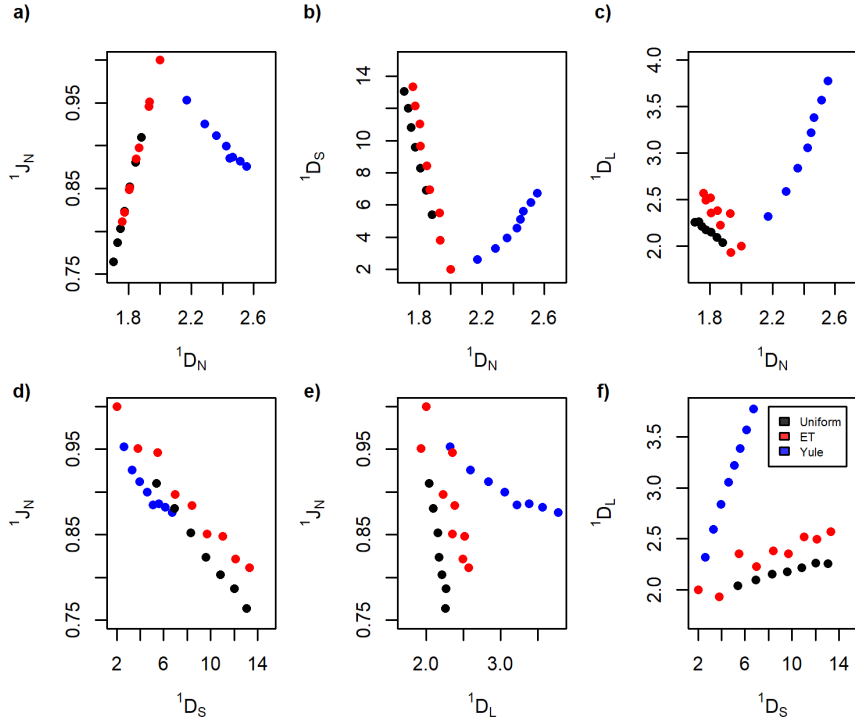 a)
¹J_N
0.75 0.85 0.95
1.8 2.2 2.6
¹D_N
b)
¹D_S
2 4 6 8 10 14
1.8 2.2 2.6
¹D_N
c)
¹D_L
2.0 2.5 3.0 3.5 4.0
1.8 2.2 2.6
¹D_N
d)
¹J_N
0.75 0.85 0.95
2 6 10 14
¹D_S
e)
¹J_N
0.75 0.85 0.95
2.0 3.0
¹D_L
f)
¹D_L
2.0 2.5 3.0 3.5
2 6 10 14
¹D_S
Uniform
ET
Yule